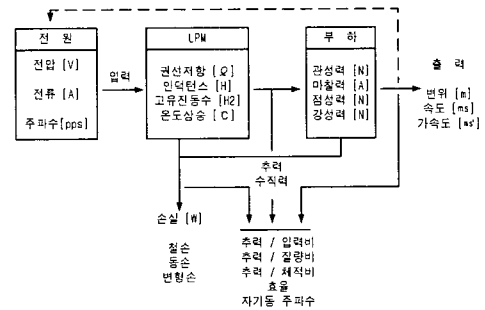 전 원
전압 [V]
전류 [A]
주파수[pps]
입력
LPM
권선저항 [Ω]
인덕턴스 [H]
고유진동수 [H2]
온도상승 [C]
부 하
관성력 [N]
마찰력 [A]
점성력 [N]
강성력 [N]
출 력
변위 [m]
속도 [ms]
가속도 [ms']
추력
수직력
손실 [W]
철손
동손
변형손
추력 / 입력비
추력 / 질량비
추력 / 체적비
효율
자기동 주파수